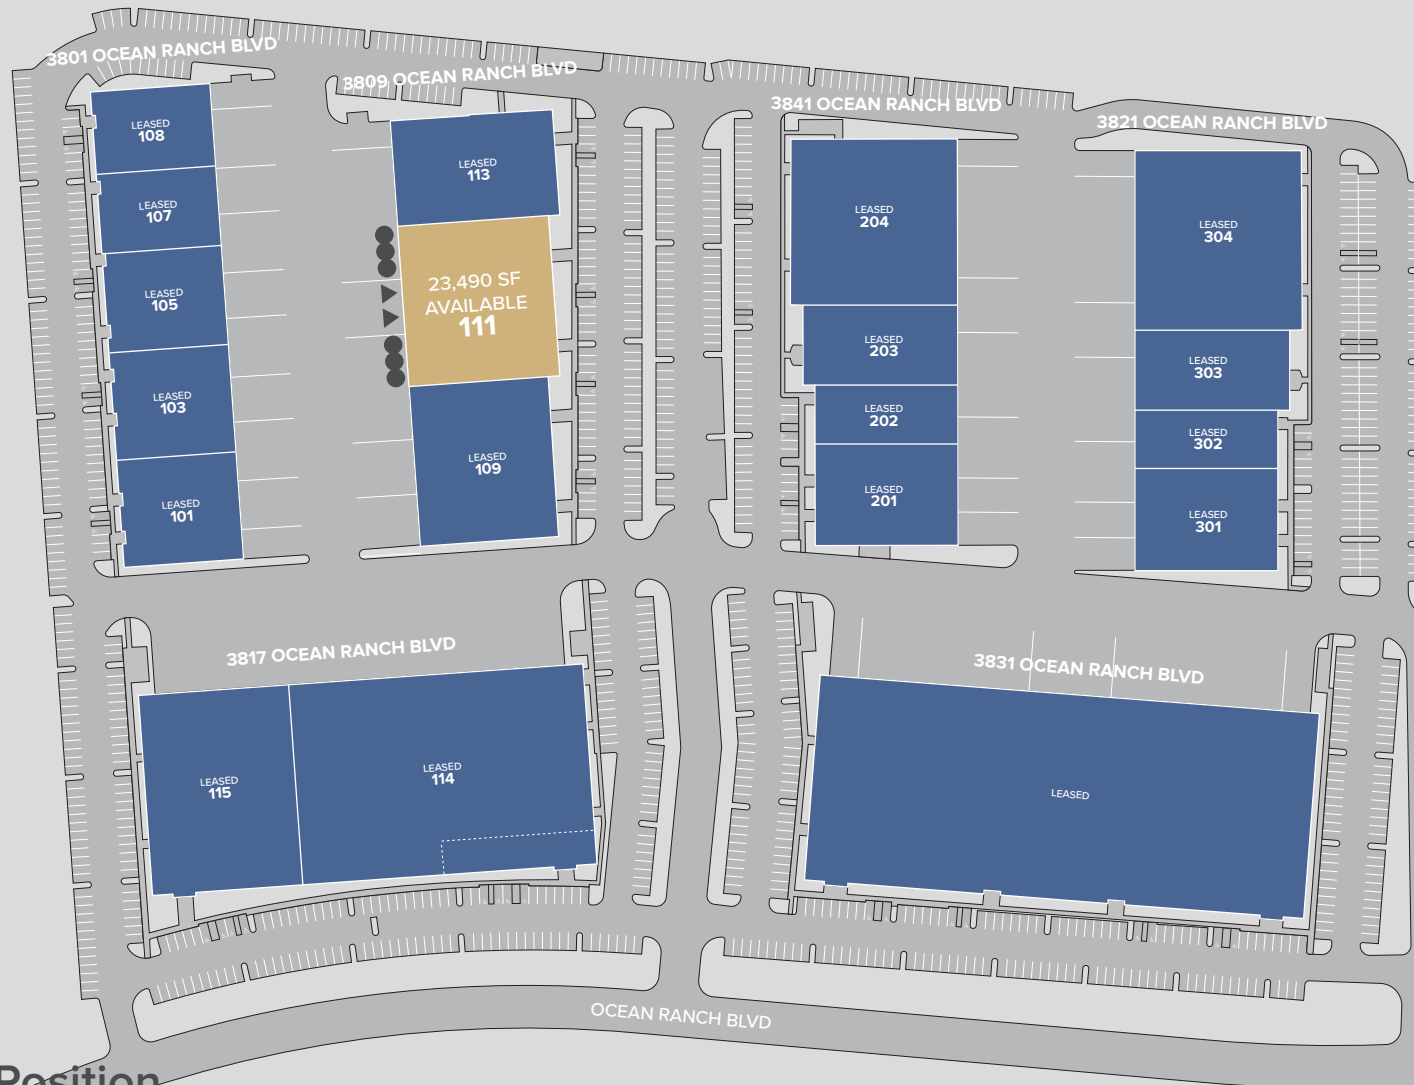 3801 OCEAN RANCH BLVD
3809 OCEAN RANCH BLVD
3841 OCEAN RANCH BLVD
3821 OCEAN RANCH BLVD
LEASED
108
LEASED
107
LEASED
105
LEASED
103
LEASED
101
LEASED
113
23,490 SF
AVAILABLE
111
LEASED
109
LEASED
204
LEASED
203
LEASED
202
LEASED
201
LEASED
304
LEASED
303
LEASED
302
LEASED
301
3817 OCEAN RANCH BLVD
LEASED
115
LEASED
114
3831 OCEAN RANCH BLVD
LEASED
OCEAN RANCH BLVD
Position